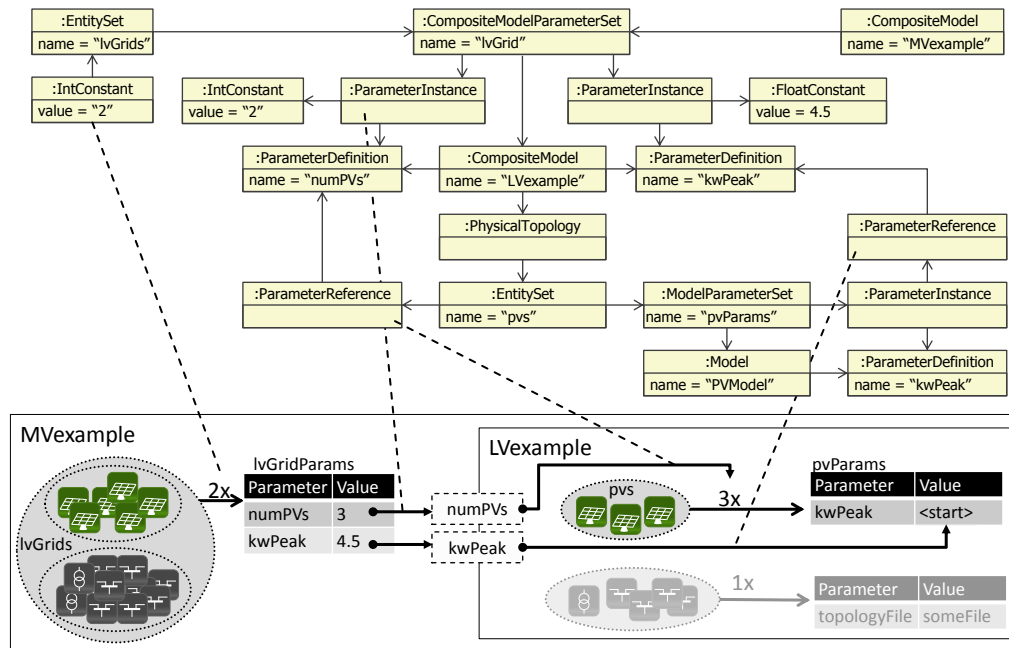 :EntitySet
name = “lvGrids”
:CompositeModelParameterSet
name = “lvGrid”
:CompositeModel
name = “MVexample”
:IntConstant
value = “2”
:IntConstant
value = “2”
:ParameterInstance
:ParameterInstance
:FloatConstant
value = 4.5
:ParameterDefinition
name = “numPVs”
:CompositeModel
name = “LVexample”
:ParameterDefinition
name = “kwPeak”
:PhysicalTopology
:ParameterReference
:ParameterReference
:EntitySet
name = “pvs”
:ModelParameterSet
name = “pvParams”
:ParameterInstance
:Model
name = “PVModel”
:ParameterDefinition
name = “kwPeak”
MVexample
lvGrids
2x
lvGridParams
Parameter Value
numPVs 3
kwPeak 4.5
numPVs
kwPeak
LVexample
pvs
3x
pvParams
Parameter Value
kwPeak <start>
1x
Parameter Value
topologyFile someFile